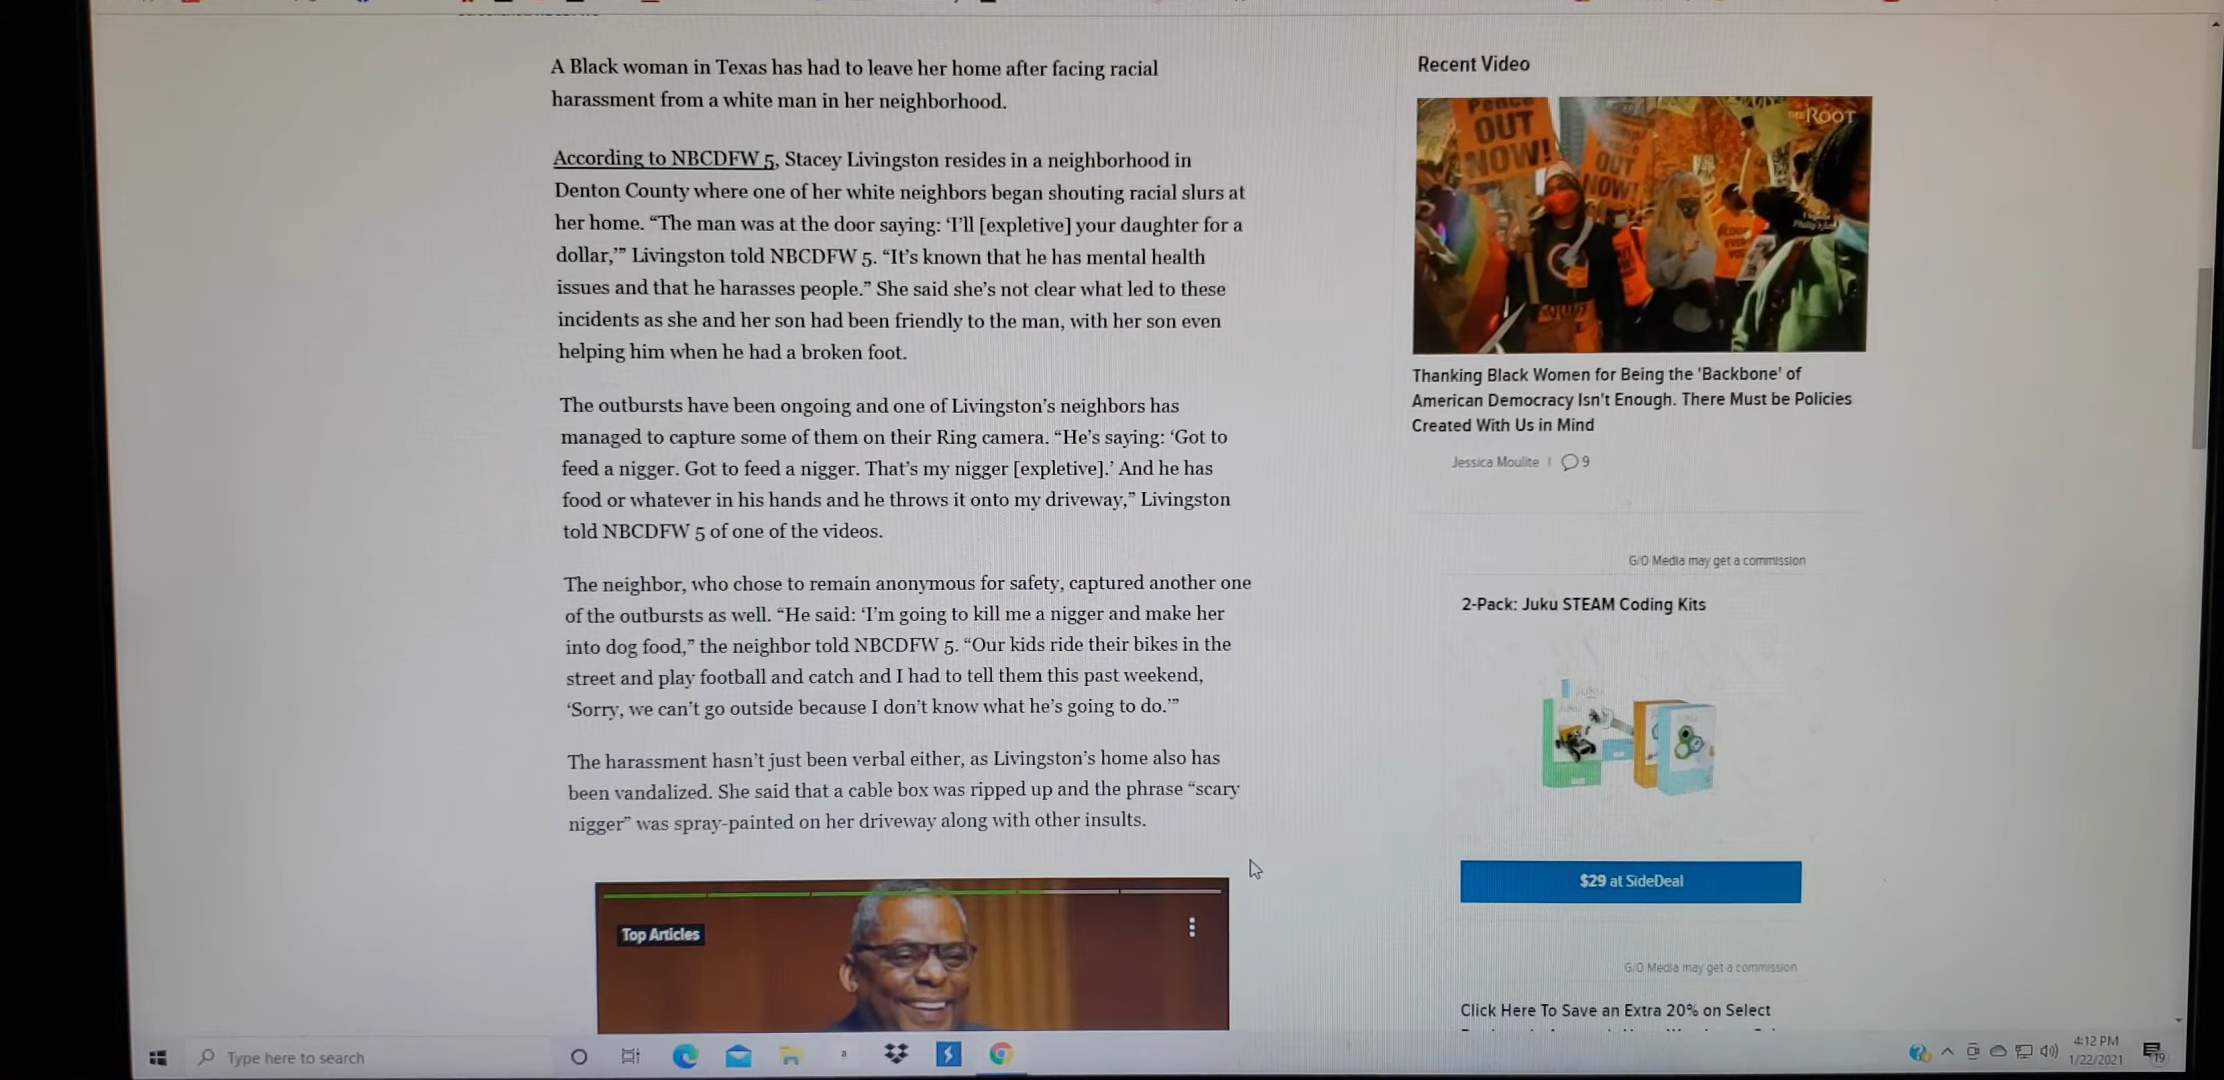 A Black woman in Texas has had to leave her home after facing racial
harassment from a white man in her neighborhood.
According to NBCDFW 5, Stacey Livingston resides in a neighborhood in
Denton County where one of her white neighbors began shouting racial slurs at
her home. “The man was at the door saying: ‘I’ll [expletive] your daughter for a
dollar,’” Livingston told NBCDFW 5. “It’s known that he has mental health
issues and that he harasses people.” She said she’s not clear what led to these
incidents as she and her son had been friendly to the man, with her son even
helping him when he had a broken foot.
The outbursts have been ongoing and one of Livingston’s neighbors has
managed to capture some of them on their Ring camera. “He’s saying: ‘Got to
feed a nigger. Got to feed a nigger. That’s my nigger [expletive].’ And he has
food or whatever in his hands and he throws it onto my driveway,” Livingston
told NBCDFW 5 of one of the videos.
The neighbor, who chose to remain anonymous for safety, captured another one
of the outbursts as well. “He said: ‘I’m going to kill me a nigger and make her
into dog food,” the neighbor told NBCDFW 5. “Our kids ride their bikes in the
street and play football and catch and I had to tell them this past weekend,
‘Sorry, we can’t go outside because I don’t know what he’s going to do.’”
The harassment hasn’t just been verbal either, as Livingston’s home also has
been vandalized. She said that a cable box was ripped up and the phrase “scary
nigger” was spray-painted on her driveway along with other insults.
Top Articles
Recent Video
Pence
OUT
NOW!
OUT
NOW!
THE ROOT
Thanking Black Women for Being the 'Backbone' of
American Democracy Isn't Enough. There Must be Policies
Created With Us in Mind
Jessica Moulite | 9
G/O Media may get a commission
2-Pack: Juku STEAM Coding Kits
$29 at SideDeal
G/O Media may get a commission
Click Here To Save an Extra 20% on Select
Type here to search
4:12 PM
1/22/2021
19